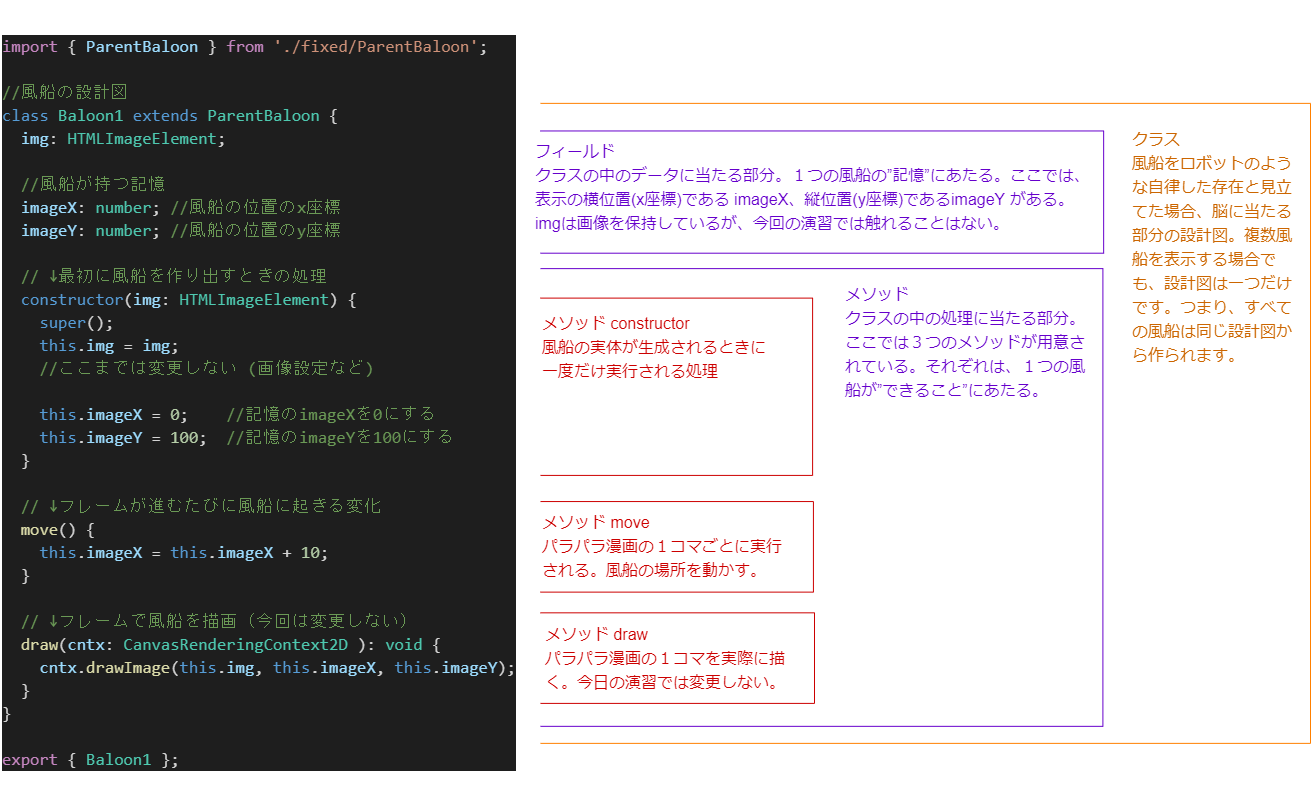 import { ParentBaloon } from './fixed/ParentBaloon';
//風船の設計図
class Baloon1 extends ParentBaloon {
img: HTMLImageElement;
//風船が持つ記憶
imageX: number; //風船の位置のx座標
imageY: number; //風船の位置のy座標
// ↓最初に風船を作り出すときの処理
constructor(img: HTMLImageElement) {
super();
this.img = img;
//ここまでは変更しない (画像設定など)
this.imageX = 0; //記憶のimageXを0にする
this.imageY = 100; //記憶のimageYを100にする
}
// ↓フレームが進むたびに風船に起きる変化
move() {
this.imageX = this.imageX + 10;
}
// ↓フレームで風船を描画（今回は変更しない）
draw(cntx: CanvasRenderingContext2D ): void {
cntx.drawImage(this.img, this.imageX, this.imageY);
}
}
export { Baloon1 };
フィールド
クラスの中のデータに当たる部分。１つの風船の”記憶”にあたる。ここでは、
表示の横位置(x座標)である imageX、縦位置(y座標)であるimageY がある。
imgは画像を保持しているが、今回の演習では触れることはない。
メソッド constructor
風船の実体が生成されるときに
一度だけ実行される処理
メソッド move
パラパラ漫画の１コマごとに実行
される。風船の場所を動かす。
メソッド draw
パラパラ漫画の１コマを実際に描
く。今日の演習では変更しない。
メソッド
クラスの中の処理に当たる部分。
ここでは３つのメソッドが用意さ
れている。それぞれは、１つの風
船が”できること”にあたる。
クラス
風船をロボットのよう
な自律した存在と見立
てた場合、脳に当たる
部分の設計図。複数風
船を表示する場合で
も、設計図は一つだけ
です。つまり、すべて
の風船は同じ設計図か
ら作られます。